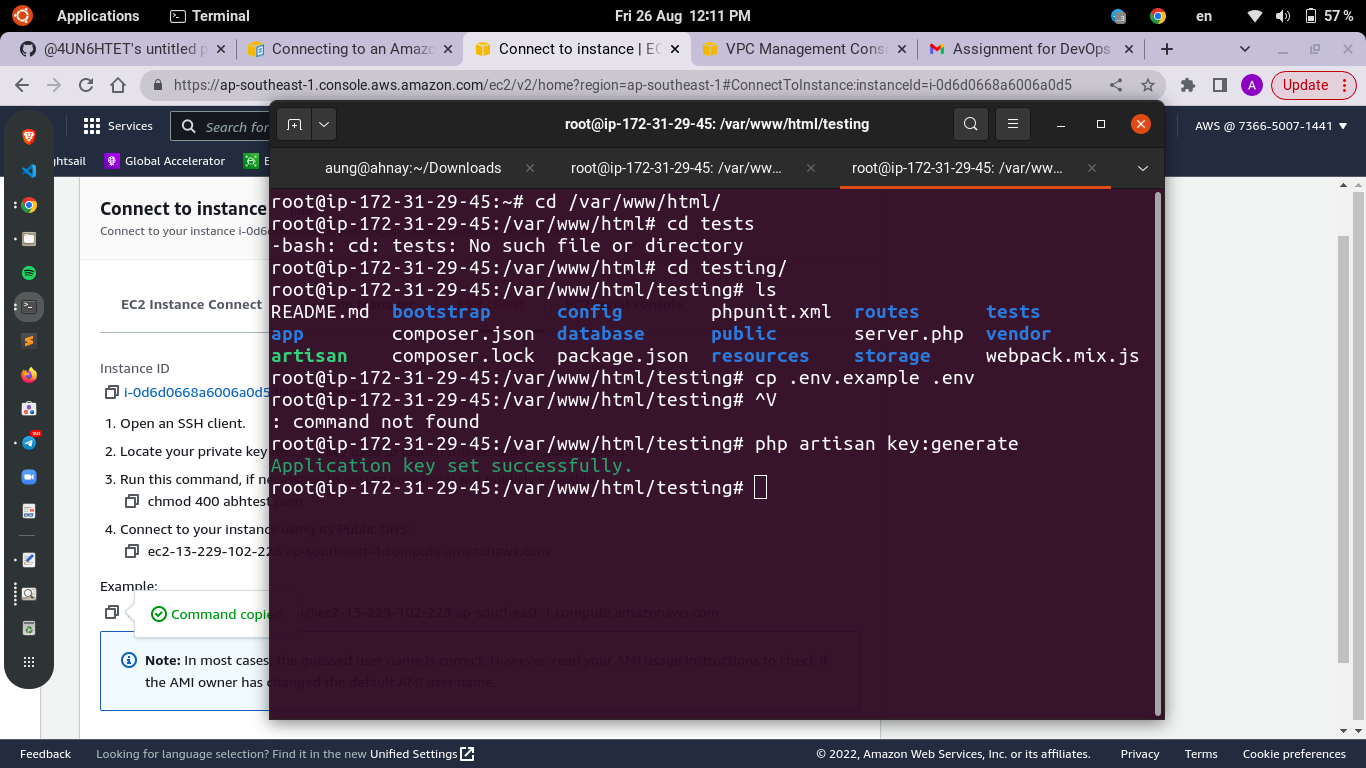 Applications Terminal Fri 26 Aug 12:11 PM en 57 %
@4UN6HTET's untitled p Connecting to an Amazo Connect to instance | EC VPC Management Cons Assignment for DevOps
https://ap-southeast-1.console.aws.amazon.com/ec2/v2/home?region=ap-southeast-1#ConnectToInstance:instanceId=i-0d6d0668a6006a0d5 A Update
Services Search for AWS @ 7366-5007-1441
root@ip-172-31-29-45: /var/www/html/testing
ghtsail Global Accelerator
aung@ahnay:~/Downloads root@ip-172-31-29-45: /var/ww... root@ip-172-31-29-45: /var/ww...
Connect to instance
Connect to your instance i-0d6
EC2 Instance Connect
Instance ID
i-0d6d0668a6006a0d5
1. Open an SSH client.
2. Locate your private key
3. Run this command, if ne
chmod 400 abhtest
4. Connect to your instance using its Public DNS:
ec2-13-229-102-228.ap-southeast-1.compute.amazonaws.com
Example:
Command copied
@ec2-13-229-102-228.ap-southeast-1.compute.amazonaws.com
Note: In most cases, the guessed user name is correct. However, read your AMI usage instructions to check if
the AMI owner has changed the default AMI user name.
root@ip-172-31-29-45:~# cd /var/www/html/
root@ip-172-31-29-45:/var/www/html# cd tests
-bash: cd: tests: No such file or directory
root@ip-172-31-29-45:/var/www/html# cd testing/
root@ip-172-31-29-45:/var/www/html/testing# ls
README.md bootstrap config phpunit.xml routes tests
app composer.json database public server.php vendor
artisan composer.lock package.json resources storage webpack.mix.js
root@ip-172-31-29-45:/var/www/html/testing# cp .env.example .env
root@ip-172-31-29-45:/var/www/html/testing# ^V
: command not found
root@ip-172-31-29-45:/var/www/html/testing# php artisan key:generate
Application key set successfully.
root@ip-172-31-29-45:/var/www/html/testing#
Feedback Looking for language selection? Find it in the new Unified Settings © 2022, Amazon Web Services, Inc. or its affiliates. Privacy Terms Cookie preferences